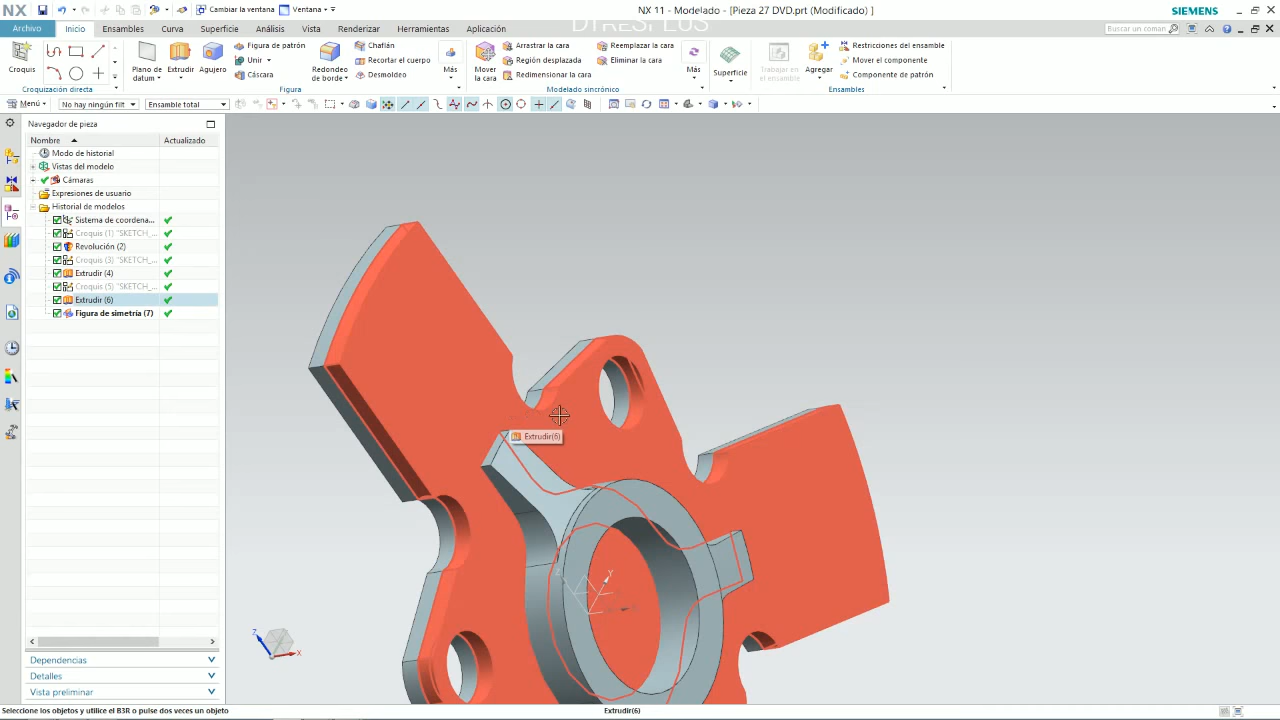 NX
Cambiar la ventana
Ventana
NX 11 - Modelado - [Pieza 27 DVD.prt (Modificado) ]
SIEMENS
DTRESPLUS
Archivo
Inicio
Ensambles
Curva
Superficie
Análisis
Vista
Renderizar
Herramientas
Aplicación
Buscar un coman
Croquis
Croquización directa
Plano de datum
Extrudir
Agujero
Figura de patrón
Unir
Cáscara
Redondeo de borde
Chaflán
Recortar el cuerpo
Desmoldeo
Más
Figura
Mover la cara
Arrastrar la cara
Región desplazada
Redimensionar la cara
Reemplazar la cara
Eliminar la cara
Más
Modelado sincrónico
Superficie
Trabajar en el ensamble
Agregar
Restricciones del ensamble
Mover el componente
Componente de patrón
Ensambles
Menú
No hay ningún filt
Ensamble total
Navegador de pieza
Nombre
Actualizado
Modo de historial
Vistas del modelo
Cámaras
Expresiones de usuario
Historial de modelos
Sistema de coordena...
Croquis (1) "SKETCH_...
Revolución (2)
Croquis (3) "SKETCH_...
Extrudir (4)
Croquis (5) "SKETCH_...
Extrudir (6)
Figura de simetría (7)
Extrudir(6)
Y
Z
X
Dependencias
Detalles
Vista preliminar
Seleccione los objetos y utilice el B3R o pulse dos veces un objeto
Extrudir(6)